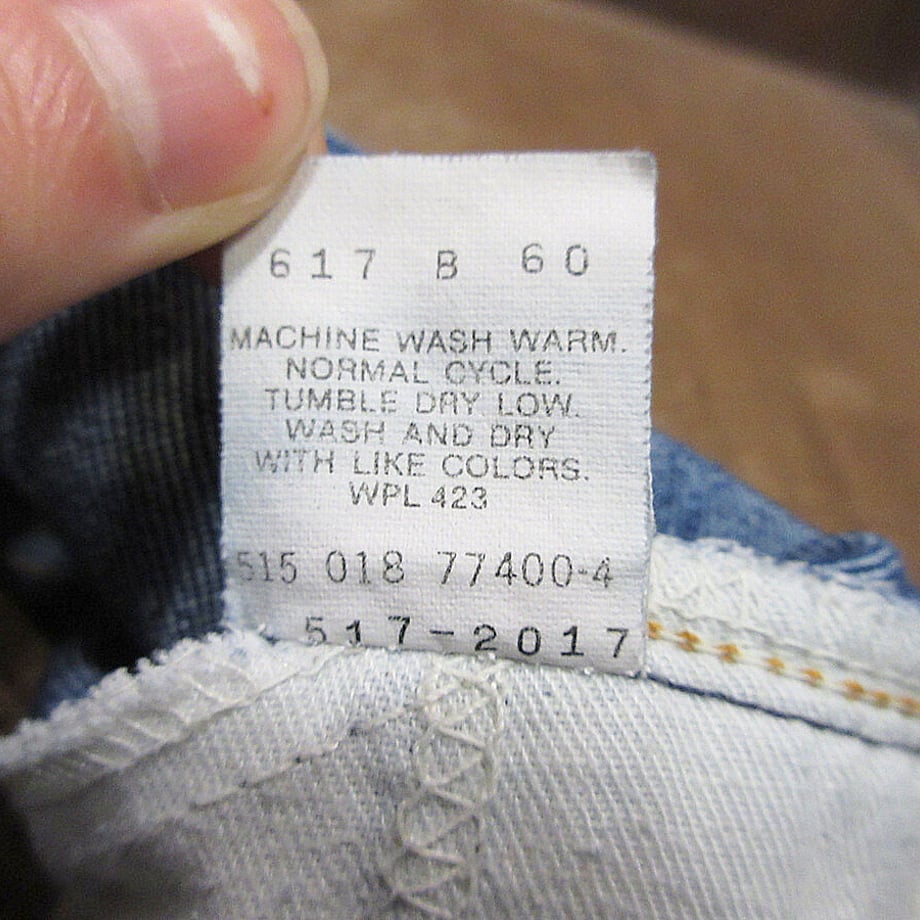 617 B 60
MACHINE WASH WARM.
NORMAL CYCLE.
TUMBLE DRY LOW.
WASH AND DRY
WITH LIKE COLORS.
WPL 423
515 018 77400-4
517-2017